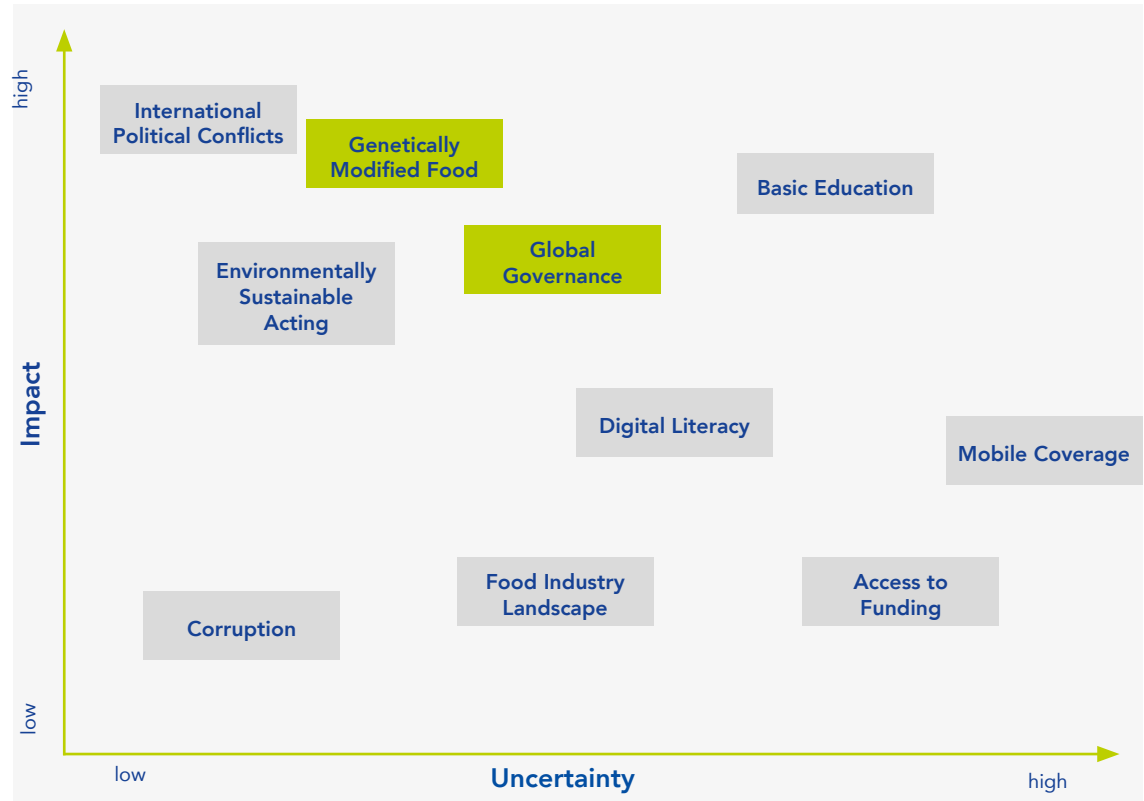 high
International
Political Conflicts
Genetically
Modified Food
Basic Education
Global
Governance
Environmentally
Sustainable
Acting
Impact
Digital Literacy
Mobile Coverage
Food Industry
Landscape
Access to
Funding
Corruption
low
low
Uncertainty
high